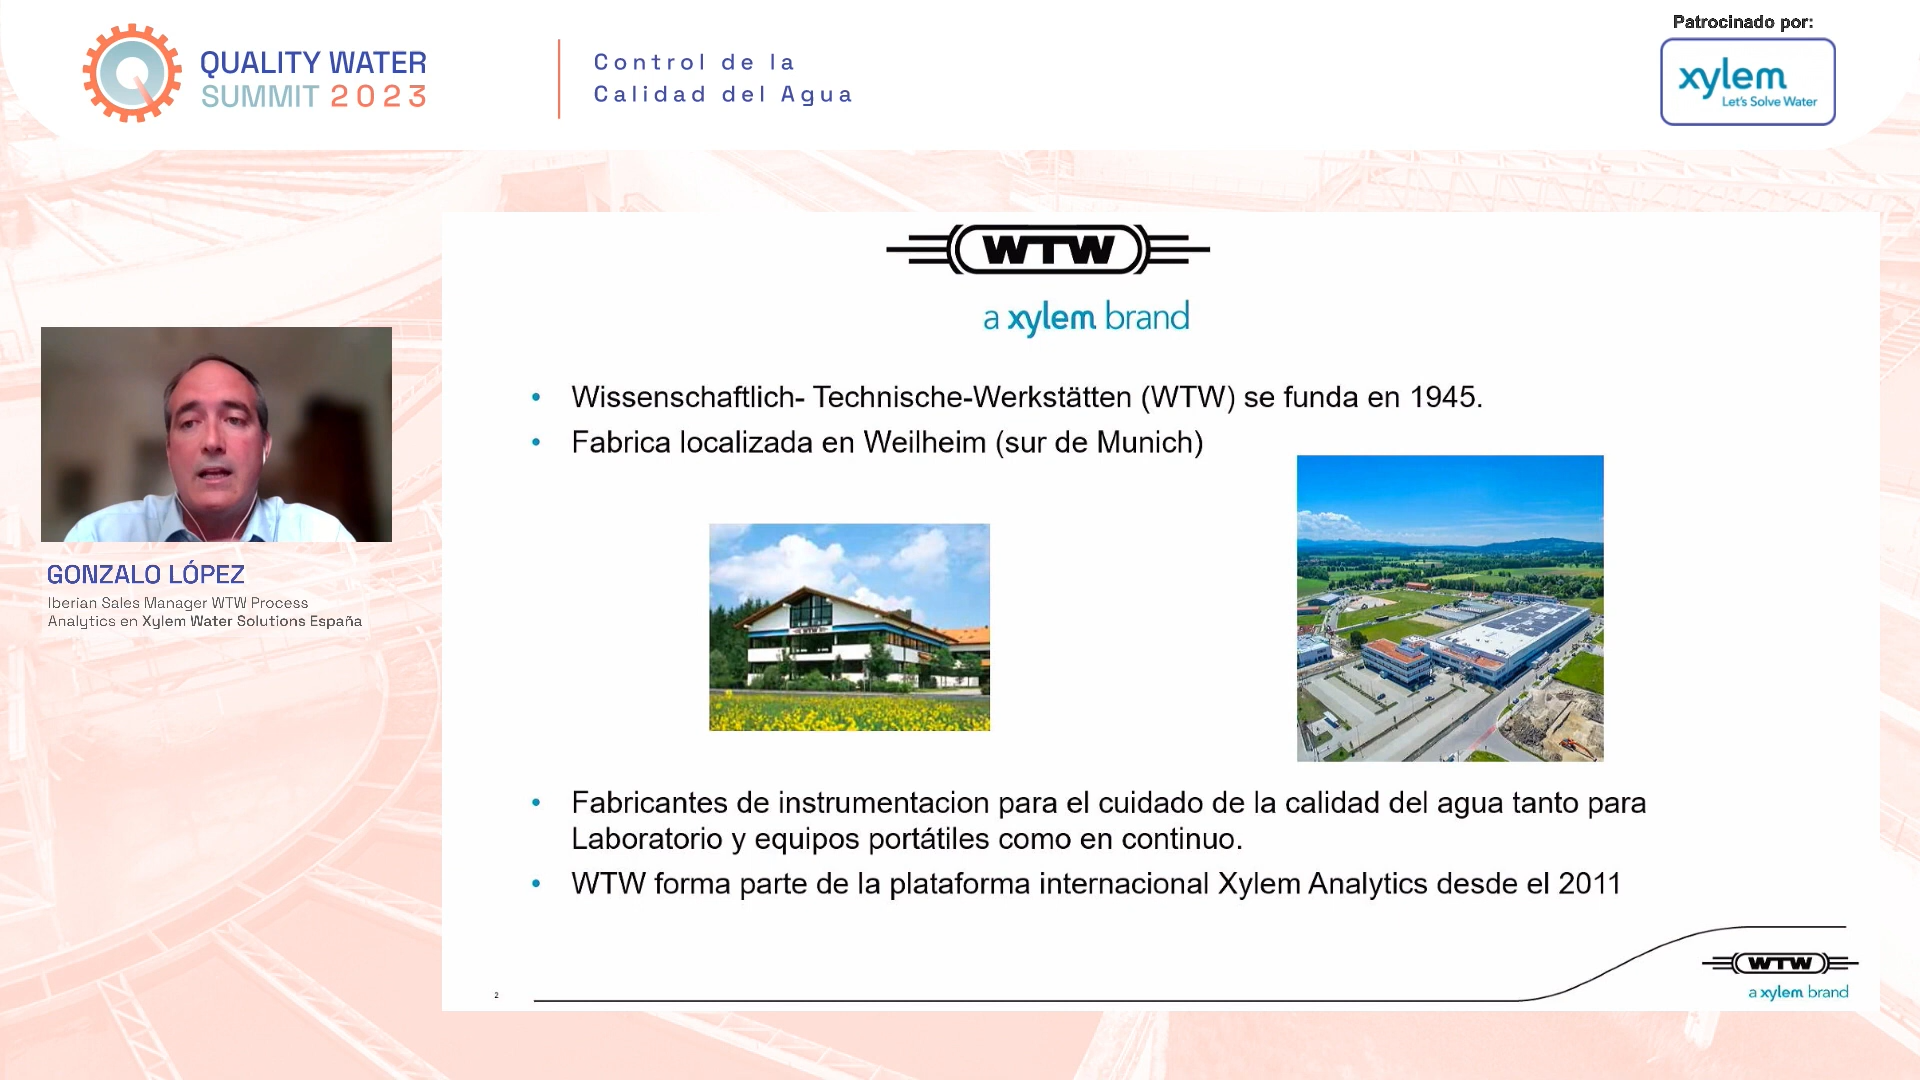 Patrocinado por:
QUALITY WATER
SUMMIT 2023
Control de la
Calidad del Agua
xylem
Let's Solve Water
WTW
a xylem brand
• Wissenschaftlich- Technische-Werkstätten (WTW) se funda en 1945.
• Fabrica localizada en Weilheim (sur de Munich)
GONZALO LÓPEZ
Iberian Sales Manager WTW Process
Analytics en Xylem Water Solutions España
• Fabricantes de instrumentacion para el cuidado de la calidad del agua tanto para
Laboratorio y equipos portátiles como en continuo.
• WTW forma parte de la plataforma internacional Xylem Analytics desde el 2011
2
WTW
a xylem brand